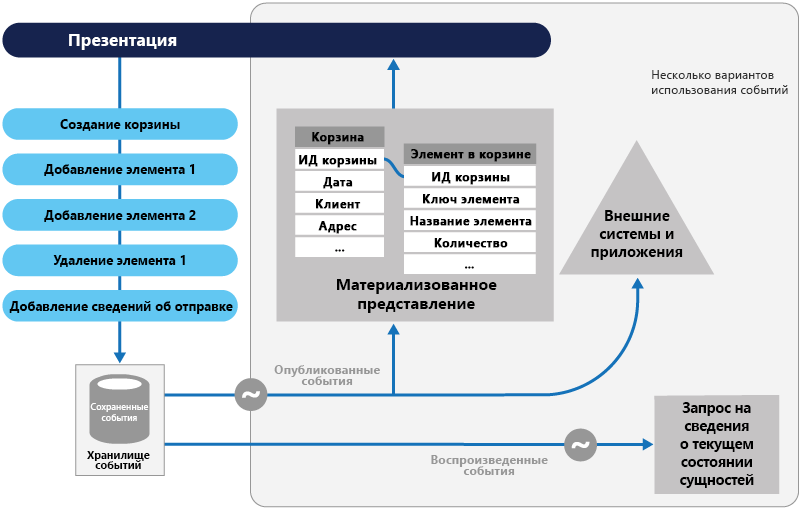 Презентация
Несколько вариантов
использования событий
Создание корзины
Добавление элемента 1
Добавление элемента 2
Удаление элемента 1
Добавление сведений об отправке
Корзина
ИД корзины
Дата
Клиент
Адрес
...
Элемент в корзине
ИД корзины
Ключ элемента
Название элемента
Количество
...
Материализованное
представление
Внешние
системы и
приложения
Опубликованные
события
Сохраненные
события
Хранилище
событий
Воспроизведенные
события
Запрос на
сведения
о текущем
состоянии
сущностей